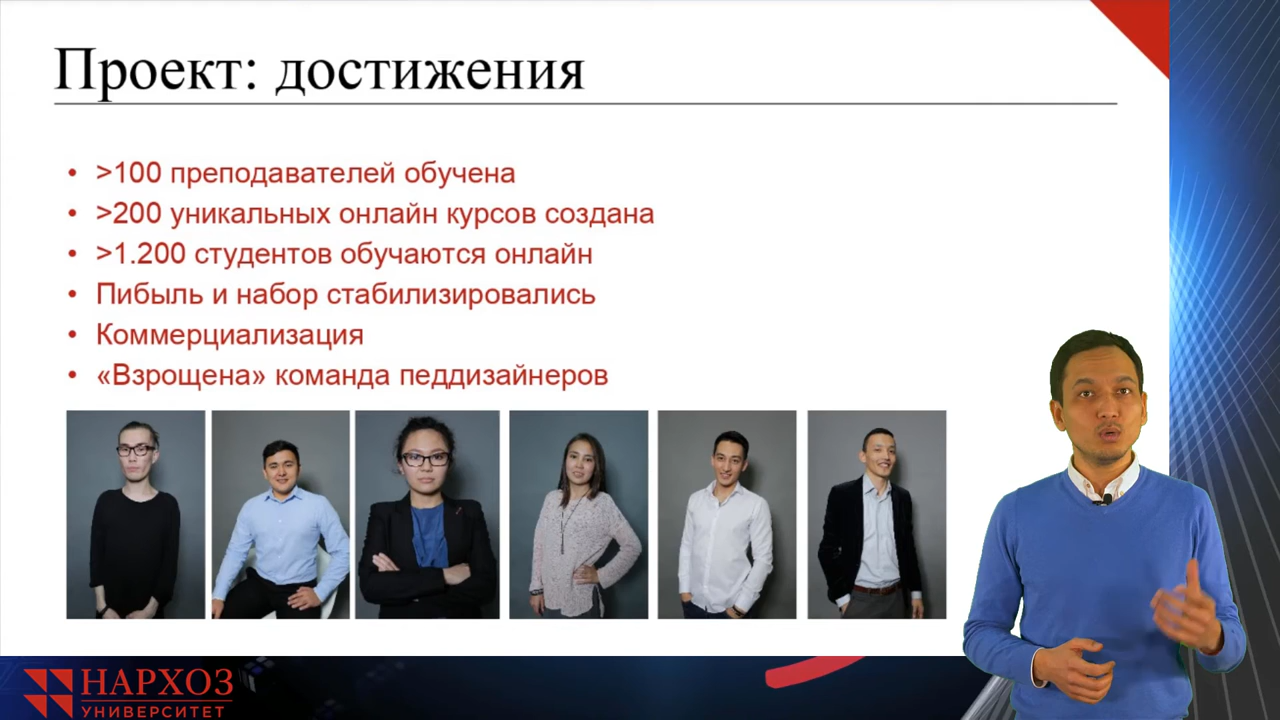 Проект: достижения
• >100 преподавателей обучена
• >200 уникальных онлайн курсов создана
• >1.200 студентов обучаются онлайн
• Пибыль и набор стабилизировались
• Коммерциализация
• «Взрощена» команда педдизайнеров
НАРХОЗ
УНИВЕРСИТЕТ